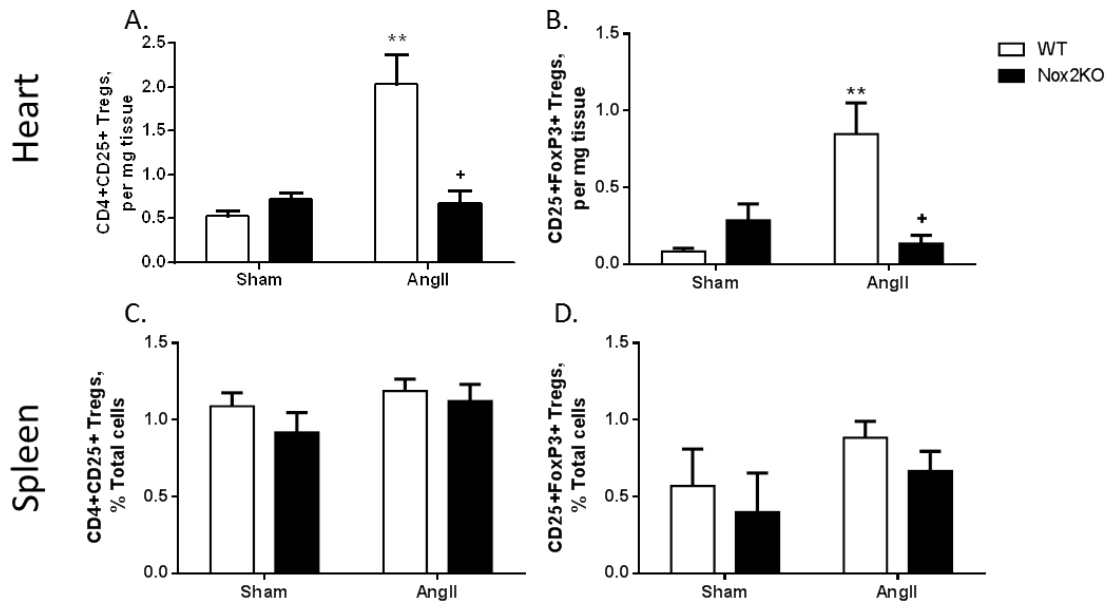 Heart
A.
CD4+CD25+ Tregs,
per mg tissue
2.5
2.0
1.5
1.0
0.5
0.0
**
+
Sham
AngII
B.
CD25+FoxP3+ Tregs,
per mg tissue
1.5
1.0
0.5
0.0
**
+
Sham
AngII
WT
Nox2KO
Spleen
C.
CD4+CD25+ Tregs,
% Total cells
1.5
1.0
0.5
0.0
Sham
AngII
D.
CD25+FoxP3+ Tregs,
% Total cells
1.5
1.0
0.5
0.0
Sham
AngII